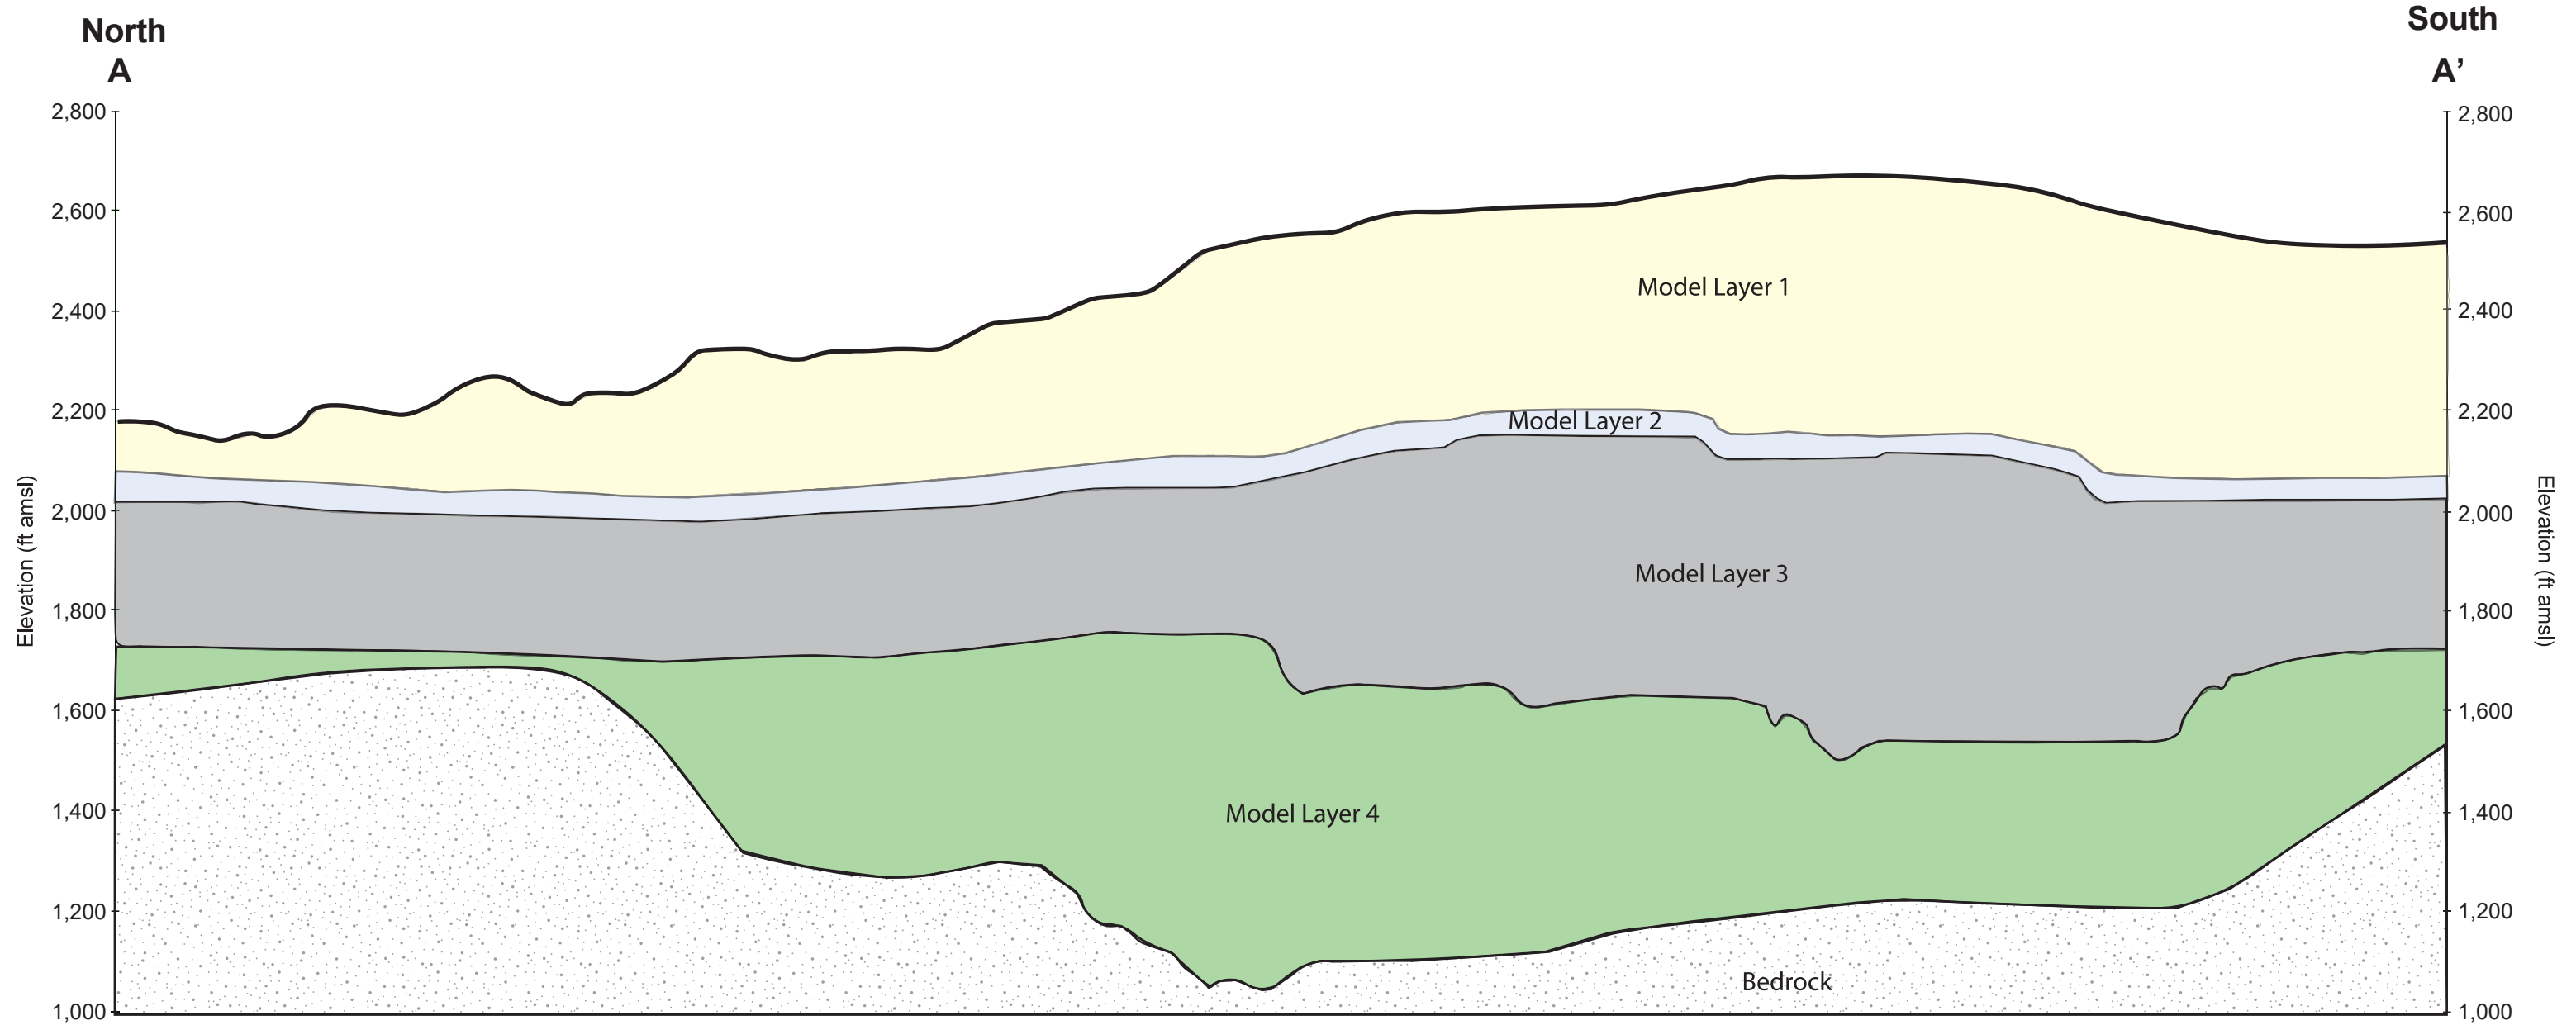 North
South
A
A’
2,800
2,800
2,600
2,600
2,400
2,400
2,200
2,200
2,000
2,000
1,800
1,800
1,600
1,600
1,400
1,400
1,200
1,200
1,000
1,000
Elevation (ft amsl)
Elevation (ft amsl)
Model Layer 1
Model Layer 2
Model Layer 3
Model Layer 4
Bedrock